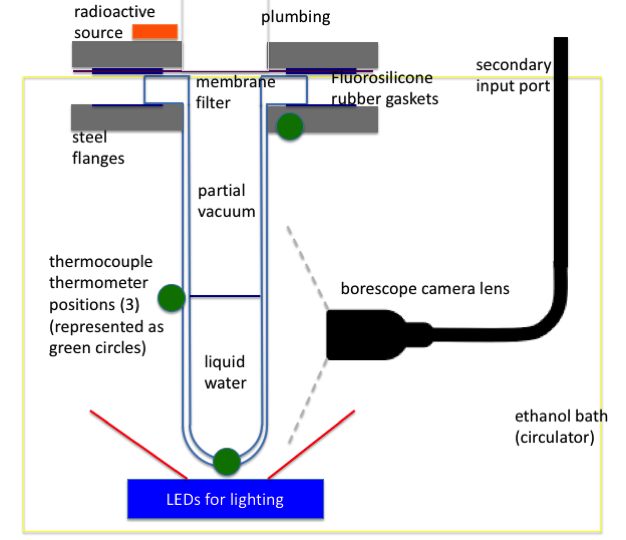 radioactive
source
plumbing
secondary
input port
membrane
filter
Fluorosilicone
rubber gaskets
steel
flanges
partial
vacuum
thermocouple
thermometer
positions (3)
(represented as
green circles)
borescope camera lens
liquid
water
ethanol bath
(circulator)
LEDs for lighting